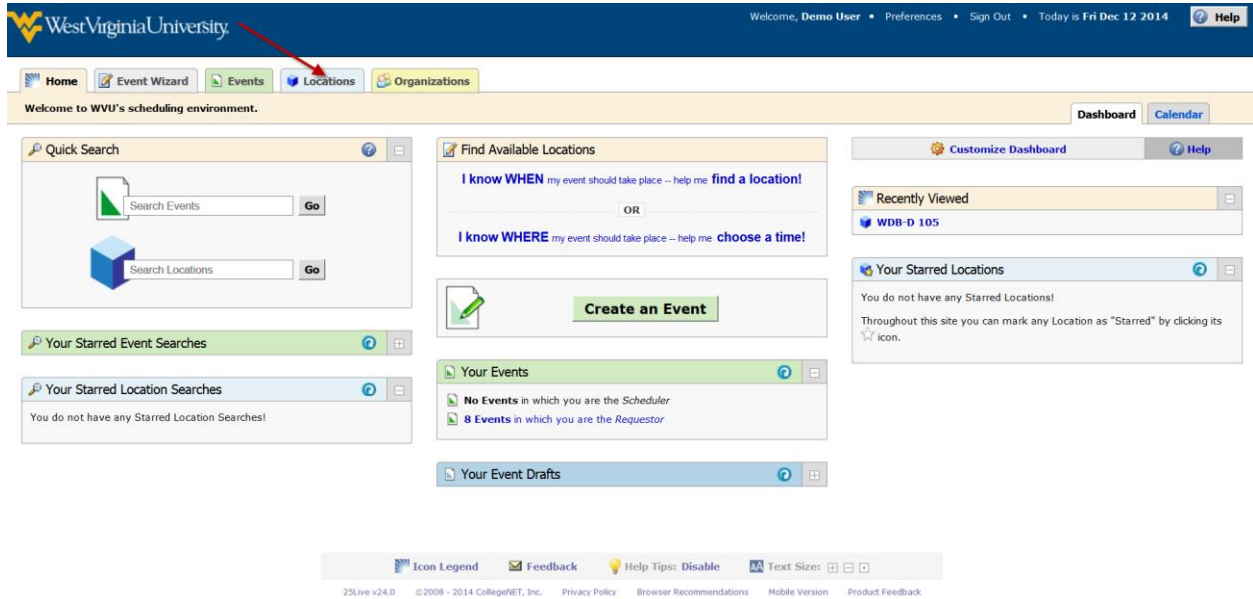 West Virginia University.
Welcome, Demo User • Preferences • Sign Out • Today is Fri Dec 12 2014
Help
Home
Event Wizard
Events
Locations
Organizations
Welcome to WVU's scheduling environment.
Dashboard
Calendar
Quick Search
Search Events
Go
Search Locations
Go
Your Starred Event Searches
Your Starred Location Searches
You do not have any Starred Location Searches!
Find Available Locations
I know WHEN my event should take place -- help me find a location!
OR
I know WHERE my event should take place -- help me choose a time!
Create an Event
Your Events
No Events in which you are the Scheduler
8 Events in which you are the Requestor
Your Event Drafts
Customize Dashboard
Help
Recently Viewed
WDB-D 105
Your Starred Locations
You do not have any Starred Locations!
Throughout this site you can mark any Location as "Starred" by clicking its
icon.
Icon Legend
Feedback
Help Tips: Disable
AA Text Size:
25Live v24.0 ©2008 - 2014 CollegeNET, Inc. Privacy Policy Browser Recommendations Mobile Version Product Feedback